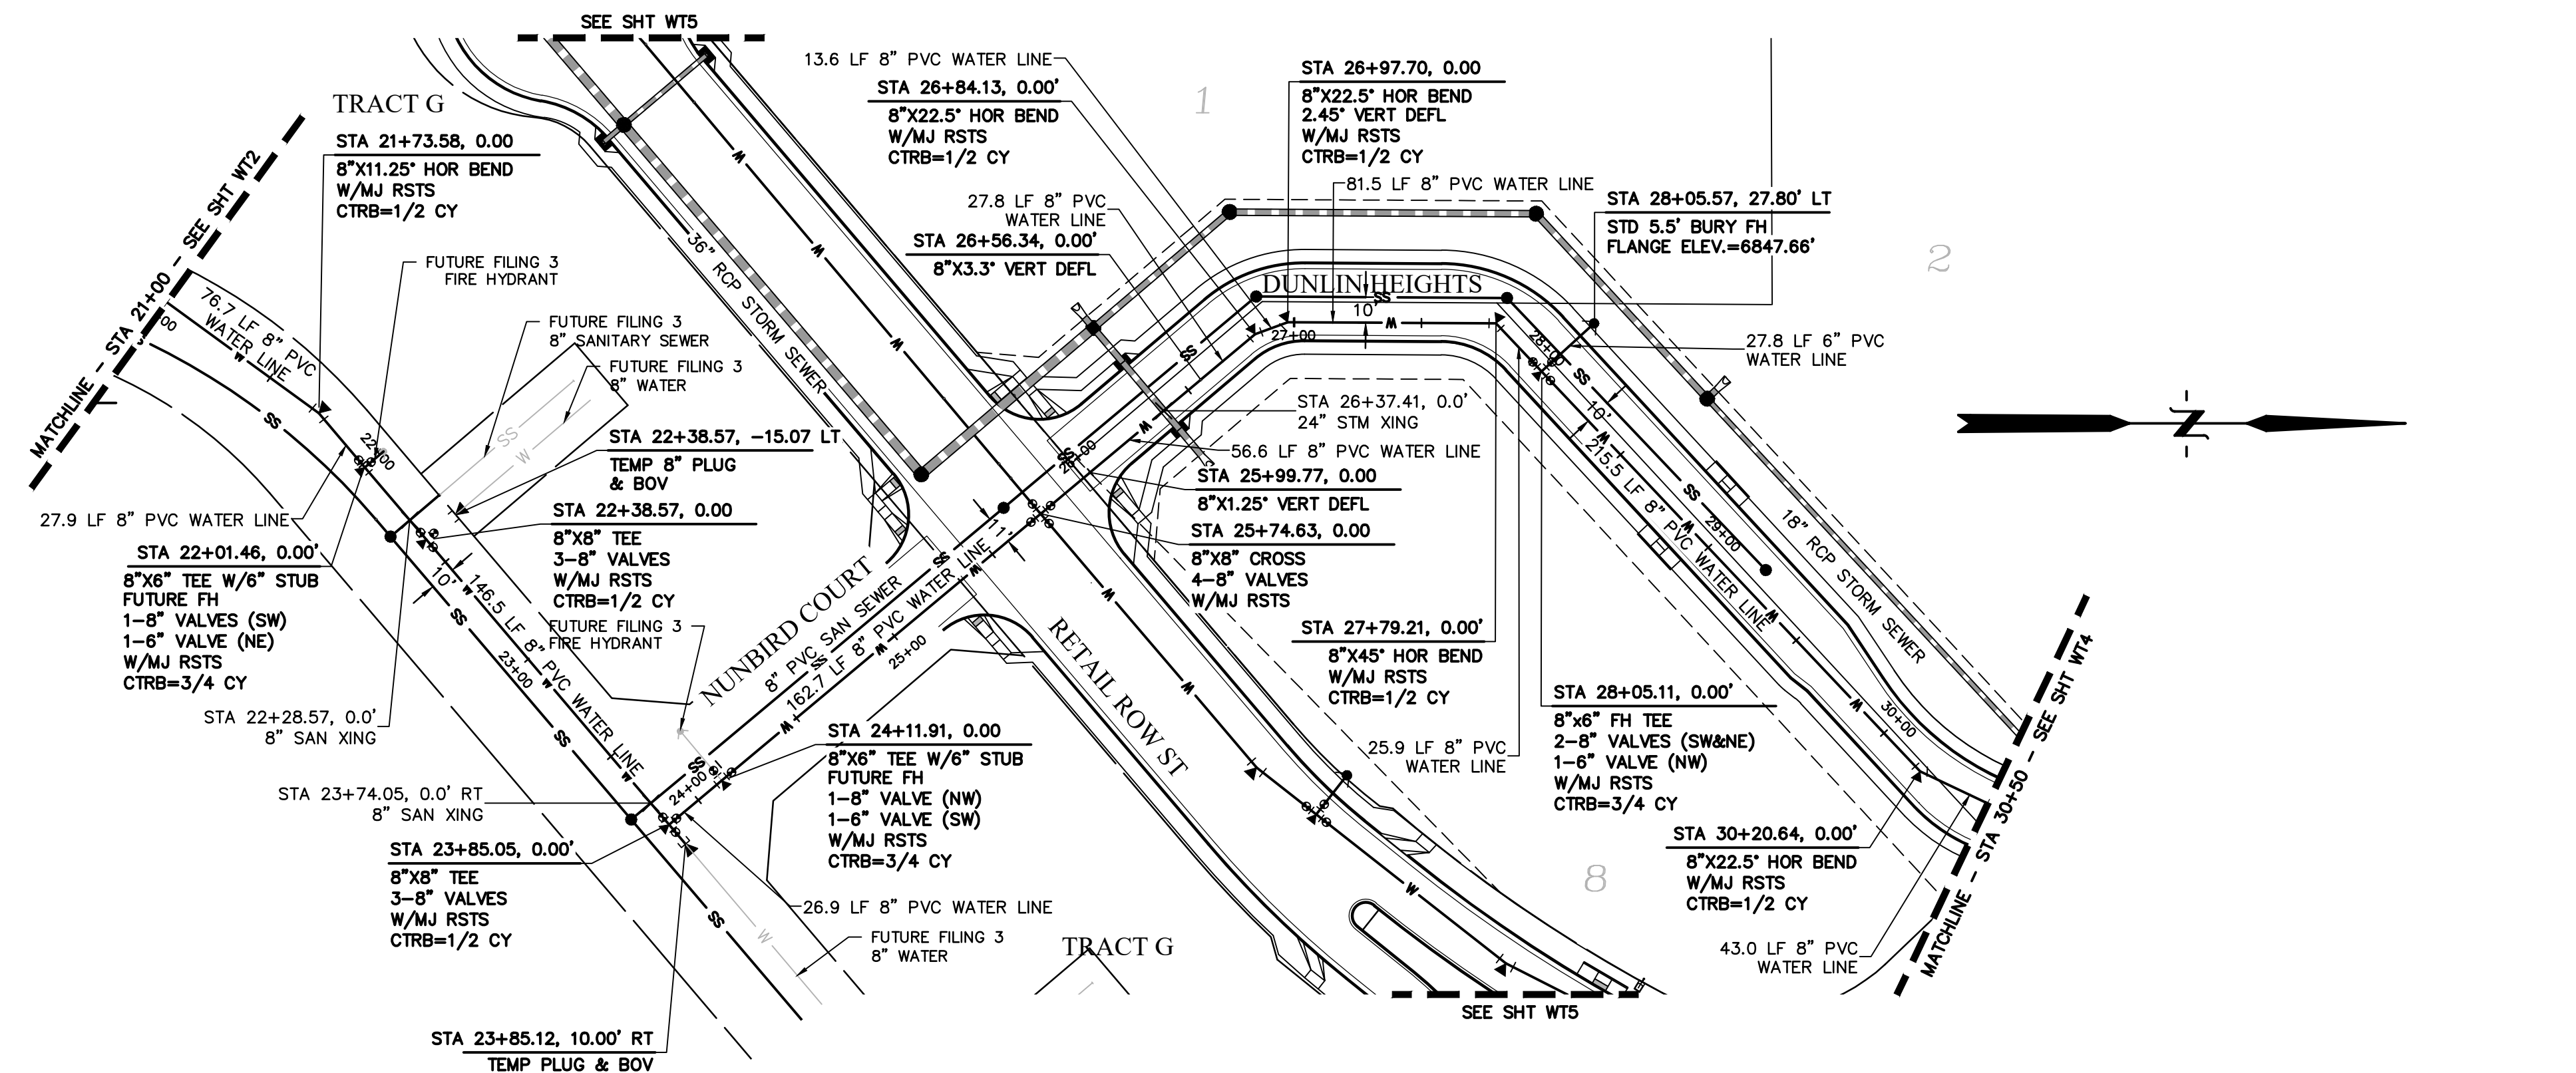 SEE SHT WT5
TRACT G
MATCHLINE - STA 21+00 - SEE SHT WT2
STA 21+73.58, 0.00
8"X11.25° HOR BEND
W/MJ RSTS
CTRB=1/2 CY
FUTURE FILING 3
FIRE HYDRANT
76.7 LF 8" PVC
WATER LINE
W
SS
22+00
FUTURE FILING 3
8" SANITARY SEWER
FUTURE FILING 3
8" WATER
SS
W
STA 22+38.57, -15.07 LT
TEMP 8" PLUG
& BOV
STA 22+38.57, 0.00
8"X8" TEE
3-8" VALVES
W/MJ RSTS
CTRB=1/2 CY
27.9 LF 8" PVC WATER LINE
STA 22+01.46, 0.00'
8"X6" TEE W/6" STUB
FUTURE FH
1-8" VALVES (SW)
1-6" VALVE (NE)
W/MJ RSTS
CTRB=3/4 CY
STA 22+28.57, 0.0'
8" SAN XING
10'
146.5 LF 8" PVC WATER LINE
23+00
FUTURE FILING 3
FIRE HYDRANT
STA 23+74.05, 0.0' RT
8" SAN XING
STA 23+85.05, 0.00'
8"X8" TEE
3-8" VALVES
W/MJ RSTS
CTRB=1/2 CY
STA 23+85.12, 10.00' RT
TEMP PLUG & BOV
24+00
STA 24+11.91, 0.00
8"X6" TEE W/6" STUB
FUTURE FH
1-8" VALVE (NW)
1-6" VALVE (SW)
W/MJ RSTS
CTRB=3/4 CY
26.9 LF 8" PVC WATER LINE
FUTURE FILING 3
8" WATER
TRACT G
NUNBIRD COURT
8" PVC SAN SEWER
162.7 LF 8" PVC WATER LINE
25+00
11'
36" RCP STORM SEWER
RETAIL ROW ST
13.6 LF 8" PVC WATER LINE
STA 26+84.13, 0.00'
8"X22.5° HOR BEND
W/MJ RSTS
CTRB=1/2 CY
27.8 LF 8" PVC
WATER LINE
STA 26+56.34, 0.00'
8"X3.3° VERT DEFL
1
STA 26+97.70, 0.00
8"X22.5° HOR BEND
2.45° VERT DEFL
W/MJ RSTS
CTRB=1/2 CY
81.5 LF 8" PVC WATER LINE
STA 28+05.57, 27.80' LT
STD 5.5' BURY FH
FLANGE ELEV.=6847.66'
2
DUNLIN HEIGHTS
SS
10'
W
27+00
28+00
27.8 LF 6" PVC
WATER LINE
26+00
STA 26+37.41, 0.0'
24" STM XING
56.6 LF 8" PVC WATER LINE
STA 25+99.77, 0.00
8"X1.25° VERT DEFL
STA 25+74.63, 0.00
8"X8" CROSS
4-8" VALVES
W/MJ RSTS
STA 27+79.21, 0.00'
8"X45° HOR BEND
W/MJ RSTS
CTRB=1/2 CY
25.9 LF 8" PVC
WATER LINE
STA 28+05.11, 0.00'
8"x6" FH TEE
2-8" VALVES (SW&NE)
1-6" VALVE (NW)
W/MJ RSTS
CTRB=3/4 CY
10'
215.5 LF 8" PVC WATER LINE
29+00
18" RCP STORM SEWER
30+00
STA 30+20.64, 0.00'
8"X22.5° HOR BEND
W/MJ RSTS
CTRB=1/2 CY
43.0 LF 8" PVC
WATER LINE
8
MATCHLINE - STA 30+50 - SEE SHT WT4
SEE SHT WT5
Z